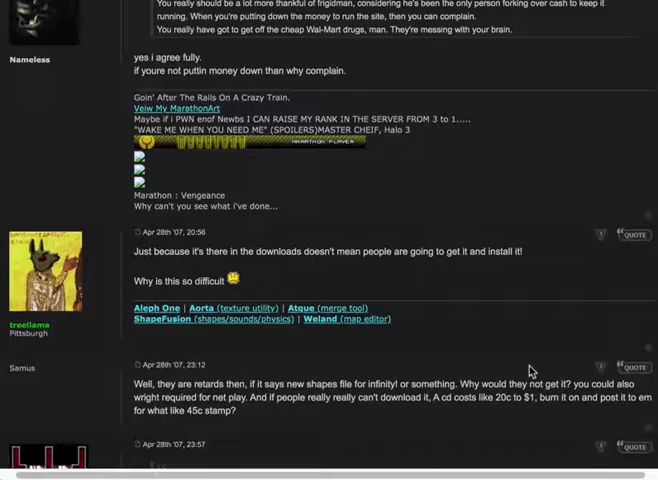 You really should be a lot more thankful of frigidman, considering he's been the only person forking over cash to keep it
running. When you're putting down the money to run the site, then you can complain.
You really have got to get off the cheap Wal-Mart drugs, man. They're messing with your brain.
Nameless
yes i agree fully.
if youre not puttin money down than why complain.
Goin' After The Rails On A Crazy Train.
Veiw My MarathonArt
Maybe if i PWN enof Newbs I CAN RAISE MY RANK IN THE SERVER FROM 3 to 1.....
"WAKE ME WHEN YOU NEED ME" (SPOILERS)MASTER CHEIF, Halo 3
MARATHON PLAYER
Marathon : Vengeance
Why can't you see what i've done...
Apr 28th '07, 20:56
QUOTE
Just because it's there in the downloads doesn't mean people are going to get it and install it!
Why is this so difficult
Aleph One | Aorta (texture utility) | Atque (merge tool)
ShapeFusion (shapes/sounds/physics) | Weland (map editor)
treellama
Pittsburgh
Samus
Apr 28th '07, 23:12
QUOTE
Well, they are retards then, if it says new shapes file for infinity! or something. Why would they not get it? you could also
wright required for net play. And if people really really can't download it, A cd costs like 20c to $1, burn it on and post it to em
for what like 45c stamp?
Apr 28th '07, 23:57
QUOTE